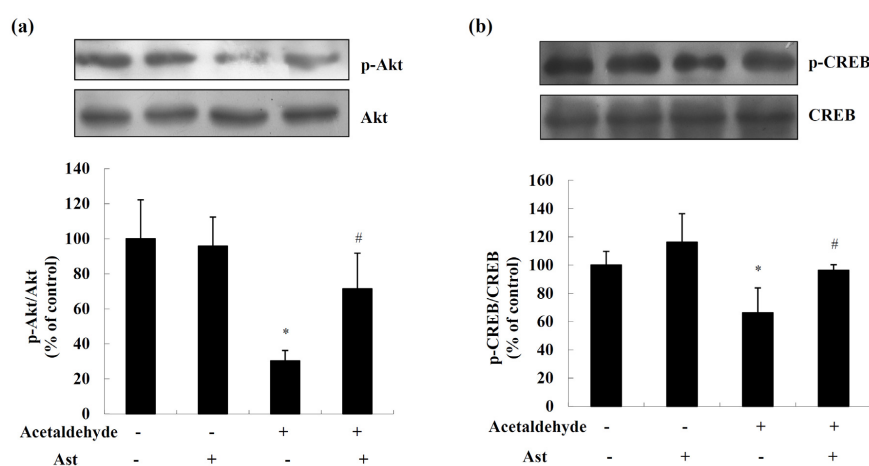 (a)
p-Akt
Akt
140
120
100
80
60
40
20
0
p-Akt/Akt
(% of control)
*
#
Acetaldehyde - - + +
Ast - + - +
(b)
p-CREB
CREB
160
140
120
100
80
60
40
20
0
p-CREB/CREB
(% of control)
*
#
Acetaldehyde - - + +
Ast - + - +